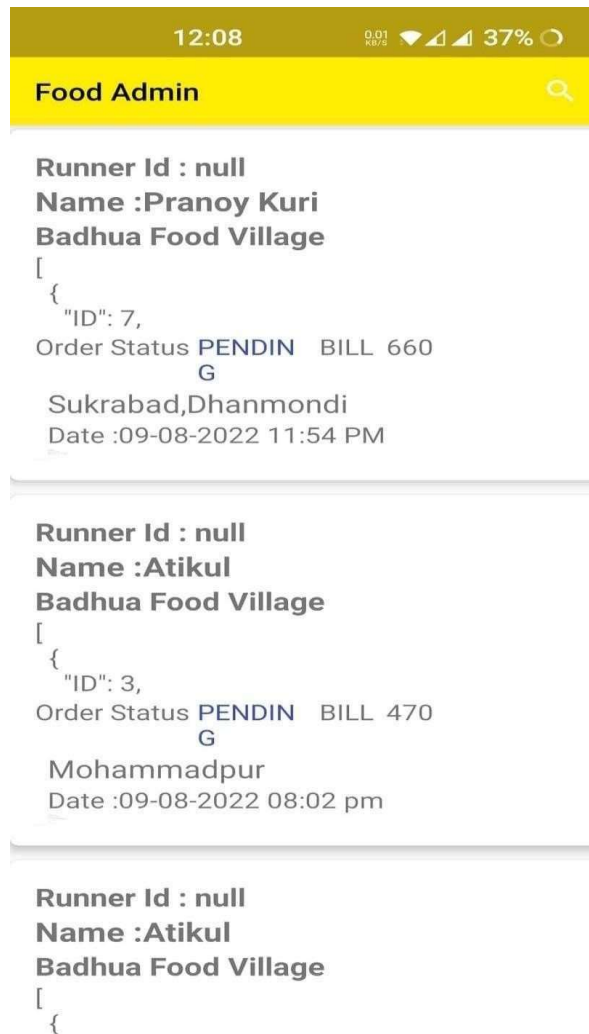 12:08 0.01 KB/S 37%
Food Admin
Runner Id : null
Name :Pranoy Kuri
Badhua Food Village
[
{
"ID": 7,
Order Status PENDIN BILL 660
G
Sukrabad,Dhanmondi
Date :09-08-2022 11:54 PM
Runner Id : null
Name :Atikul
Badhua Food Village
[
{
"ID": 3,
Order Status PENDIN BILL 470
G
Mohammadpur
Date :09-08-2022 08:02 pm
Runner Id : null
Name :Atikul
Badhua Food Village
[
{